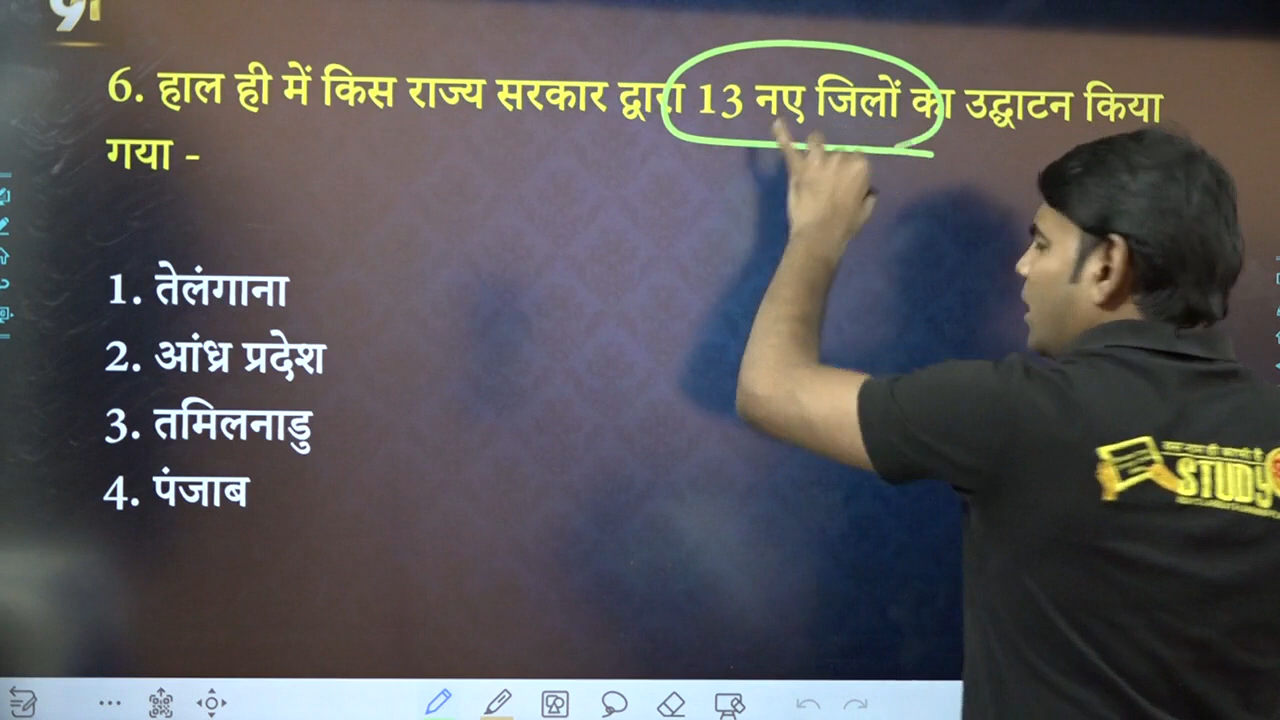 6. हाल ही में किस राज्य सरकार द्वारा 13 नए जिलों का उद्घाटन किया
गया -
1. तेलंगाना
2. आंध्र प्रदेश
3. तमिलनाडु
4. पंजाब
STUDY